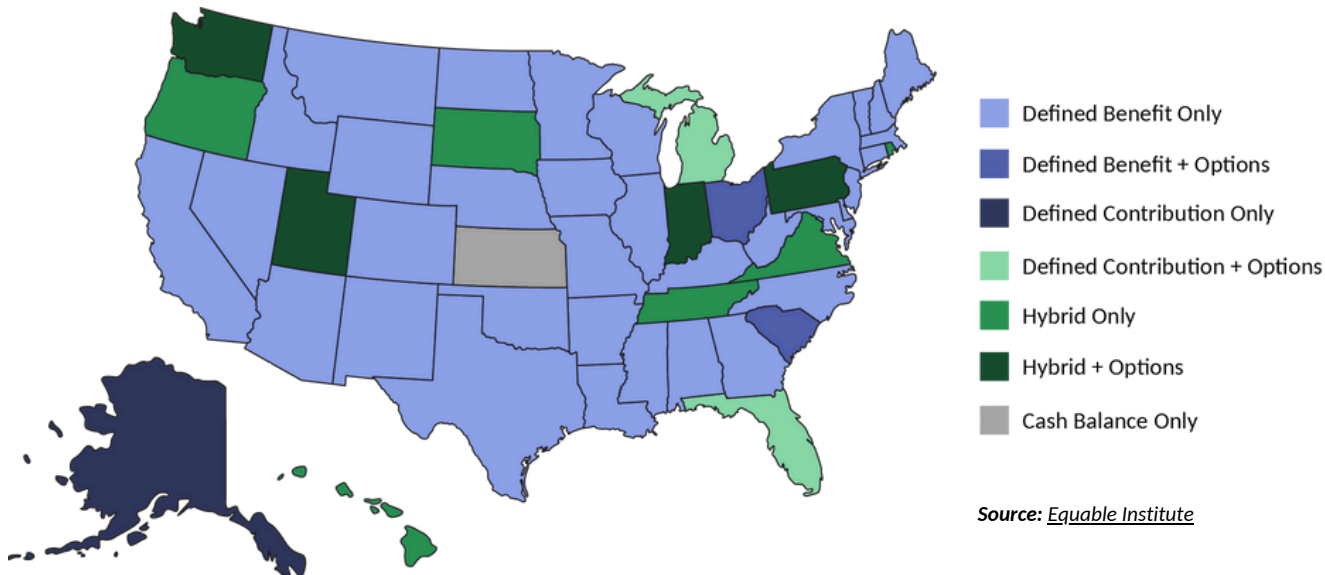 Defined Benefit Only
Defined Benefit + Options
Defined Contribution Only
Defined Contribution + Options
Hybrid Only
Hybrid + Options
Cash Balance Only
Source: Equable Institute